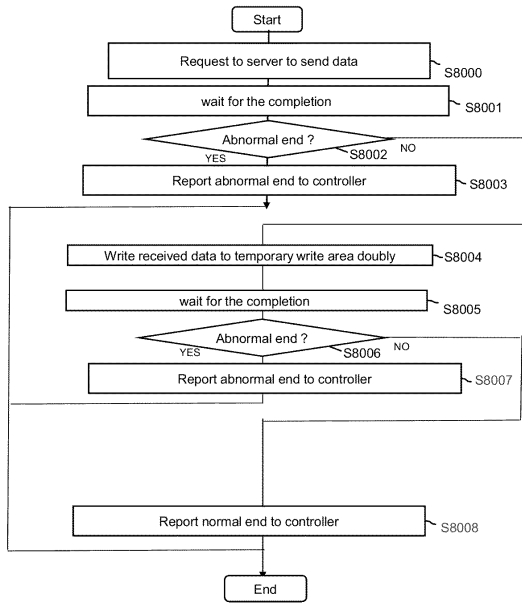 Start
Request to server to send data
S8000
wait for the completion
S8001
Abnormal end ?
S8002
NO
YES
Report abnormal end to controller
S8003
Write received data to temporary write area doubly
S8004
wait for the completion
S8005
Abnormal end ?
S8006
NO
YES
Report abnormal end to controller
S8007
Report normal end to controller
S8008
End